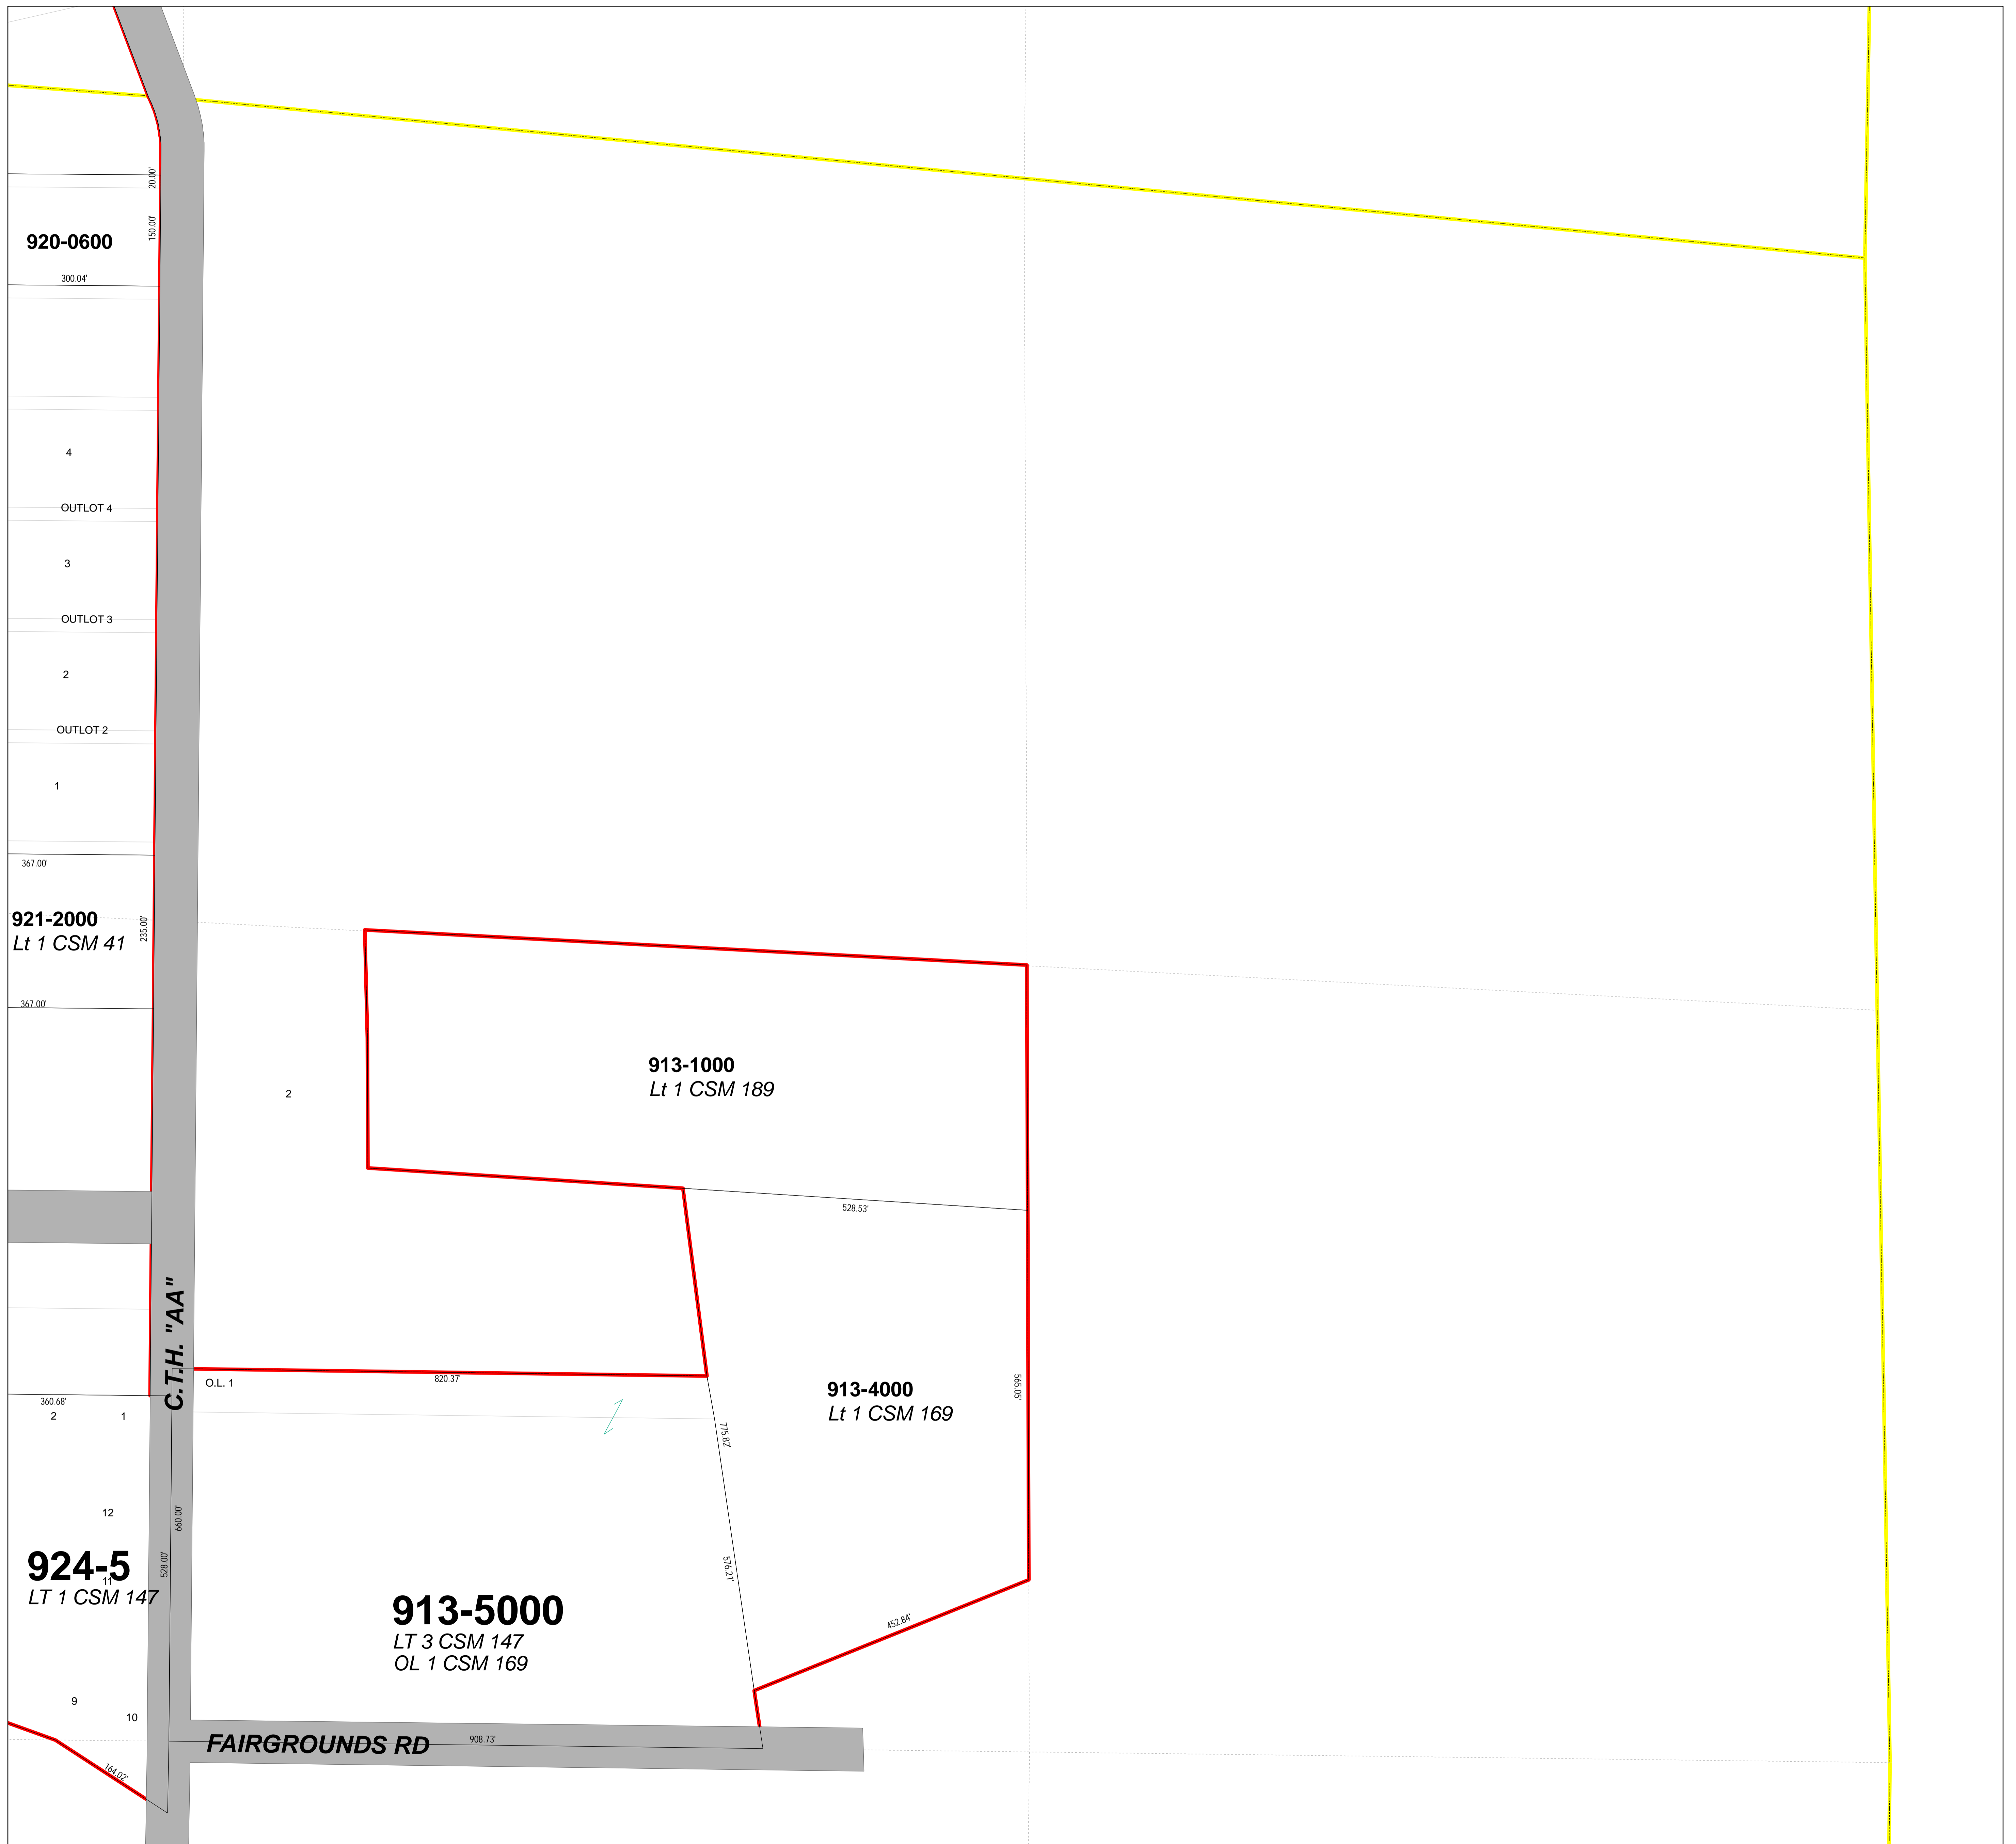 20.00'
150.00'
920-0600
300.04'
4
OUTLOT 4
3
OUTLOT 3
2
OUTLOT 2
1
367.00'
921-2000
Lt 1 CSM 41
235.00'
367.00'
913-1000
Lt 1 CSM 189
2
528.53'
C.T.H. "AA"
O.L. 1
820.37'
913-4000
Lt 1 CSM 169
565.05'
360.68'
2
1
775.82'
12
660.00'
528.00'
924-5
11
LT 1 CSM 147
576.21'
913-5000
LT 3 CSM 147
OL 1 CSM 169
452.84'
9
10
FAIRGROUNDS RD
908.73'
164.02'